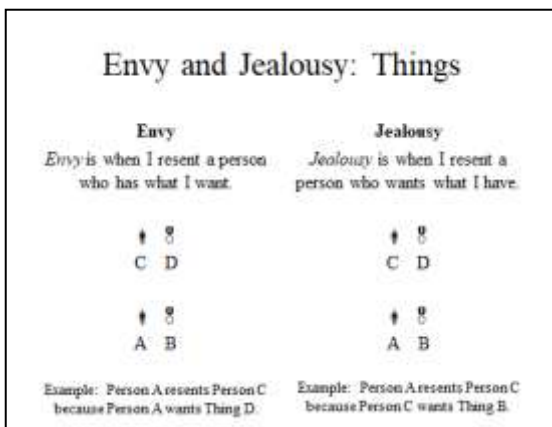 Envy and Jealousy: Things
Envy
Envy is when I resent a person
who has what I want.
C D
A B
Example: Person A resents Person C
because Person A wants Thing D.
Jealousy
Jealousy is when I resent a
person who wants what I have.
C D
A B
Example: Person A resents Person C
because Person C wants Thing B.